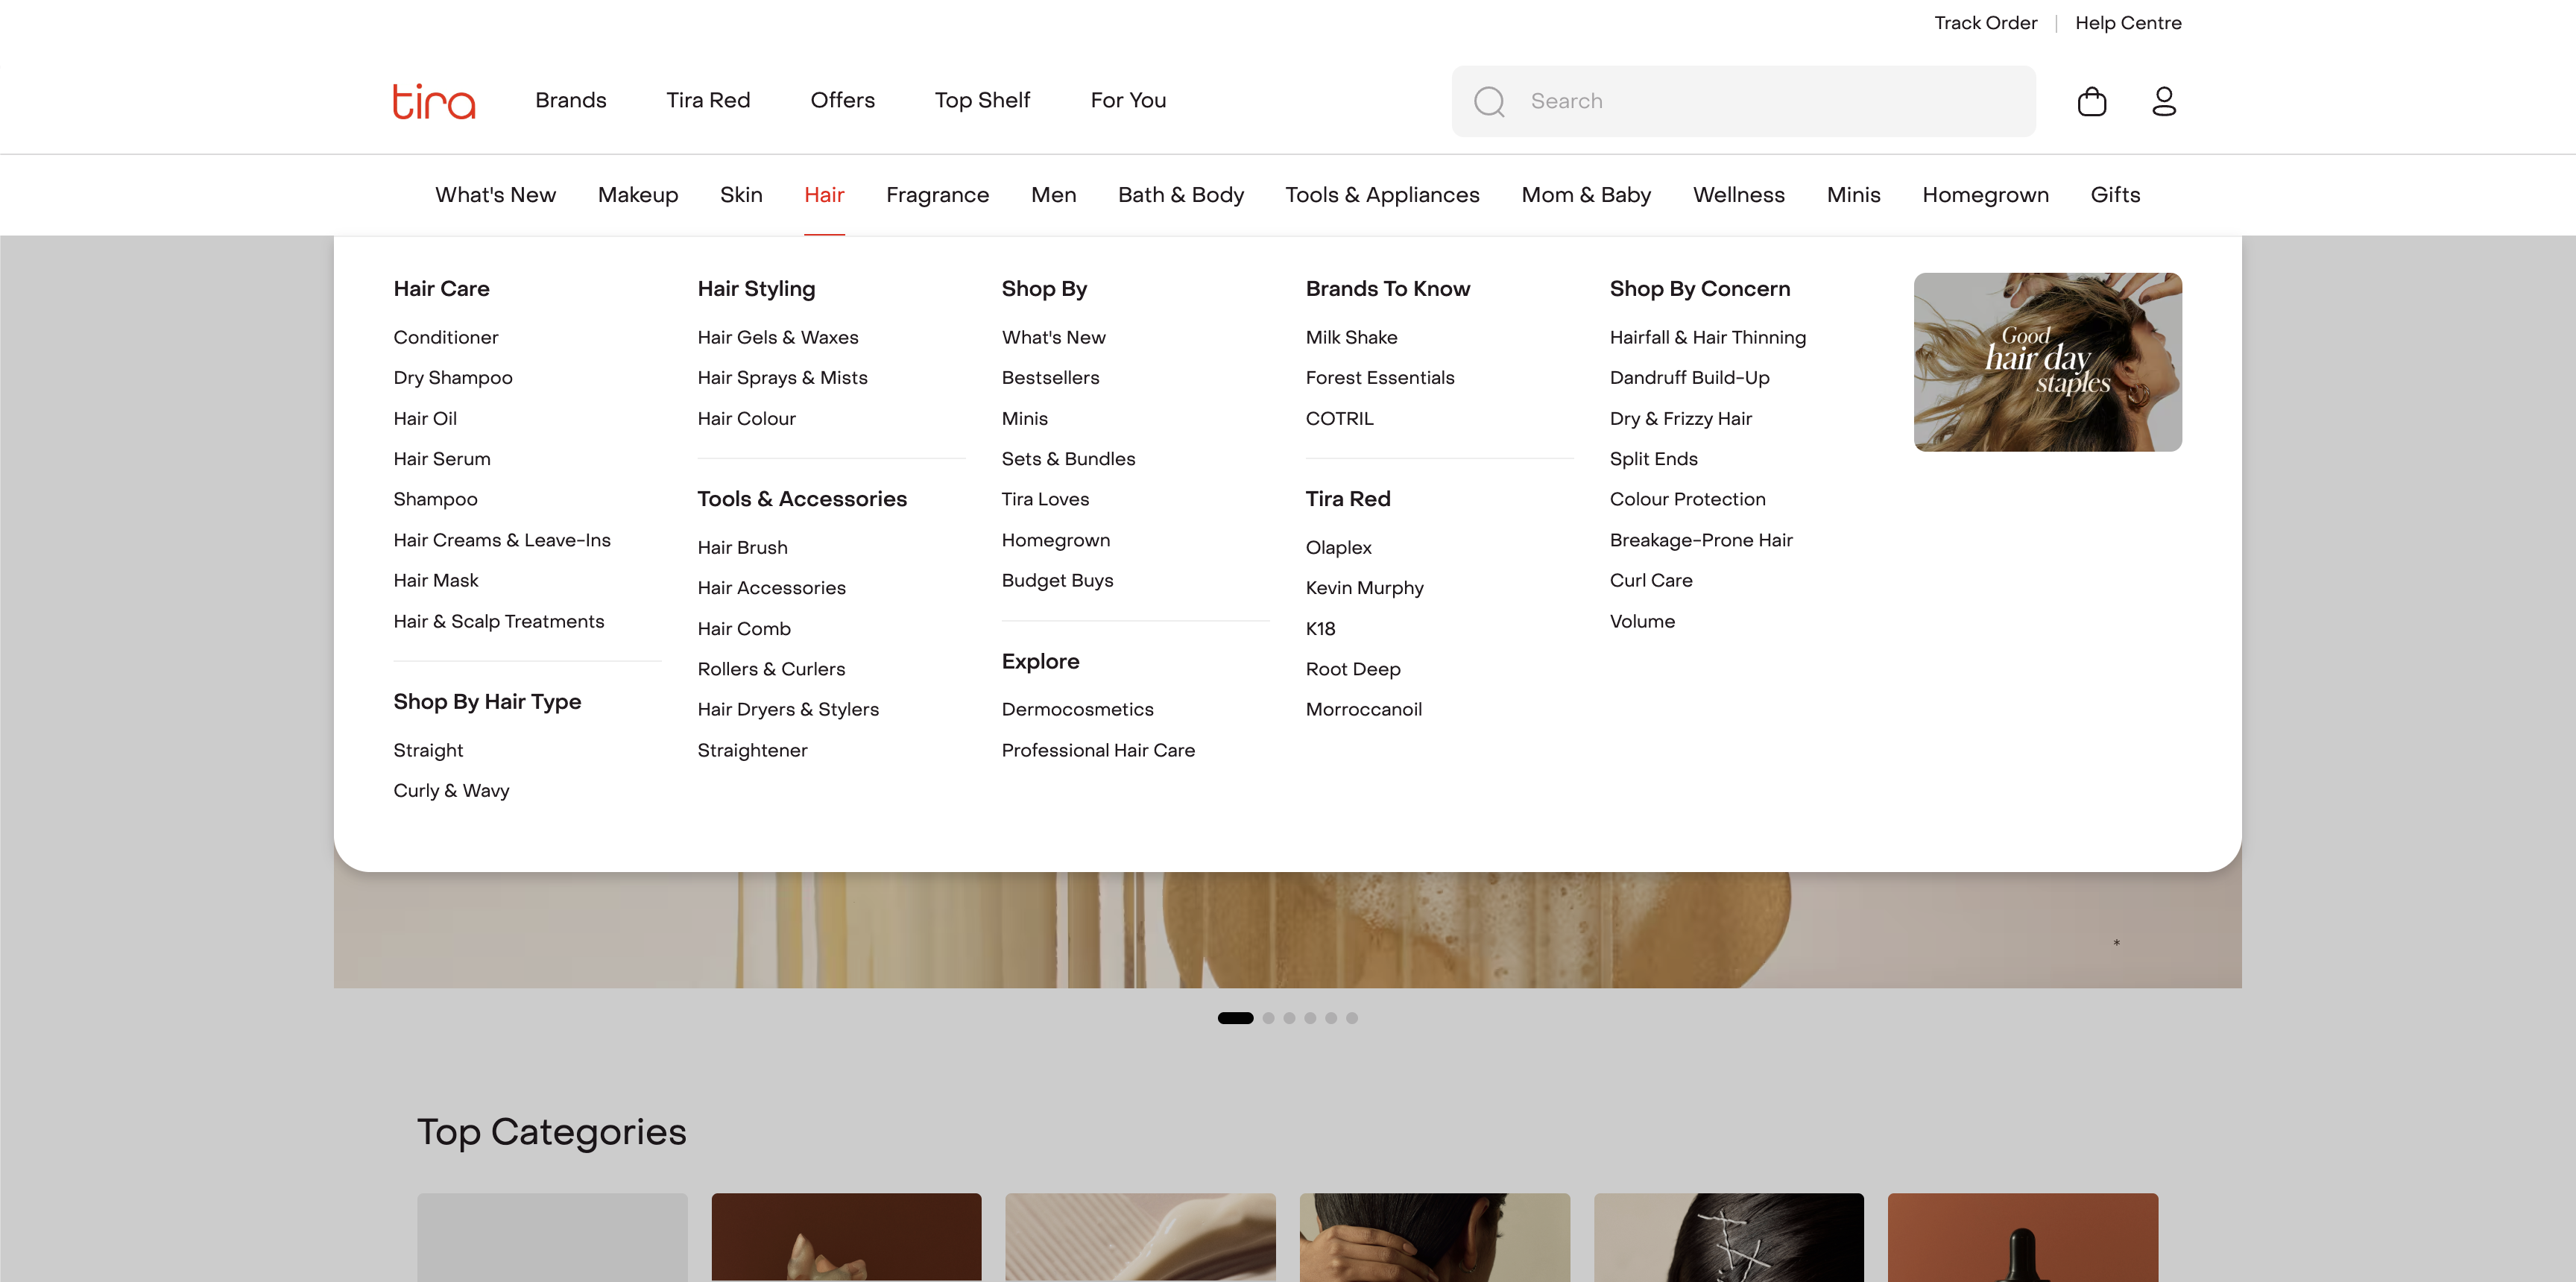 Track Order | Help Centre
tira Brands Tira Red Offers Top Shelf For You Search
What's New Makeup Skin Hair Fragrance Men Bath & Body Tools & Appliances Mom & Baby Wellness Minis Homegrown Gifts
Hair Care
Conditioner
Dry Shampoo
Hair Oil
Hair Serum
Shampoo
Hair Creams & Leave-Ins
Hair Mask
Hair & Scalp Treatments
Shop By Hair Type
Straight
Curly & Wavy
Hair Styling
Hair Gels & Waxes
Hair Sprays & Mists
Hair Colour
Tools & Accessories
Hair Brush
Hair Accessories
Hair Comb
Rollers & Curlers
Hair Dryers & Stylers
Straightener
Shop By
What's New
Bestsellers
Minis
Sets & Bundles
Tira Loves
Homegrown
Budget Buys
Explore
Dermocosmetics
Professional Hair Care
Brands To Know
Milk Shake
Forest Essentials
COTRIL
Tira Red
Olaplex
Kevin Murphy
K18
Root Deep
Morroccanoil
Shop By Concern
Hairfall & Hair Thinning
Dandruff Build-Up
Dry & Frizzy Hair
Split Ends
Colour Protection
Breakage-Prone Hair
Curl Care
Volume
Good
hair day
staples
*
Top Categories